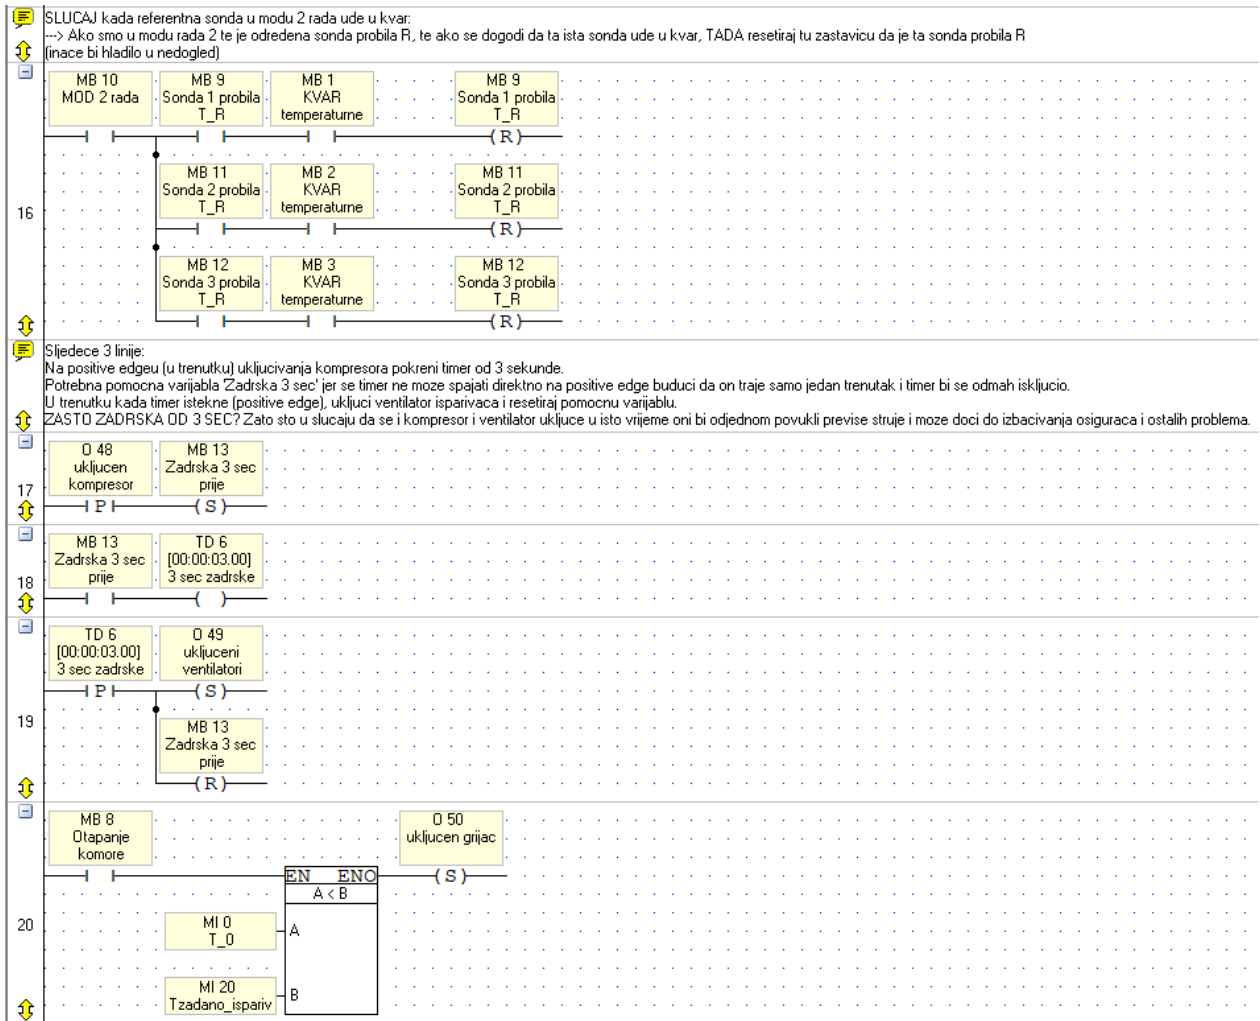 SLUCAJ kada referentna sonda u modu 2 rada ude u kvar:
---> Ako smo u modu rada 2 te je odredena sonda probila R, te ako se dogodi da ta ista sonda ude u kvar, TADA resetiraj tu zastavicu da je ta sonda probila R
(inace bi hladilo u nedogled)
16
MB 10
MOD 2 rada
MB 9
Sonda 1 probila
T_R
MB 1
KVAR
temperaturne
MB 9
Sonda 1 probila
T_R
( R )
MB 11
Sonda 2 probila
T_R
MB 2
KVAR
temperaturne
MB 11
Sonda 2 probila
T_R
( R )
MB 12
Sonda 3 probila
T_R
MB 3
KVAR
temperaturne
MB 12
Sonda 3 probila
T_R
( R )
Sljedece 3 linije:
Na positive edgeu (u trenutku) ukljucivanja kompresora pokreni timer od 3 sekunde.
Potrebna pomocna varijabla 'Zadrska 3 sec' jer se timer ne moze spajati direktno na positive edge buduci da on traje samo jedan trenutak i timer bi se odmah iskljucio.
U trenutku kada timer istekne (positive edge), ukljuci ventilator isparivaca i resetiraj pomocnu varijablu.
ZASTO ZADRSKA OD 3 SEC? Zato sto u slucaju da se i kompresor i ventilator ukljuce u isto vrijeme oni bi odjednom povukli previse struje i moze doci do izbacivanja osiguraca i ostalih problema.
17
O 48
ukljucen
kompresor
P
MB 13
Zadrska 3 sec
prije
( S )
18
MB 13
Zadrska 3 sec
prije
TD 6
[00:00:03.00]
3 sec zadrske
( )
19
TD 6
[00:00:03.00]
3 sec zadrske
P
O 49
ukljuceni
ventilatori
( S )
MB 13
Zadrska 3 sec
prije
( R )
20
MB 8
Otapanje
komore
EN ENO
A < B
A
B
MI 0
T_0
MI 20
Tzadano_ispariv
O 50
ukljucen grijac
( S )